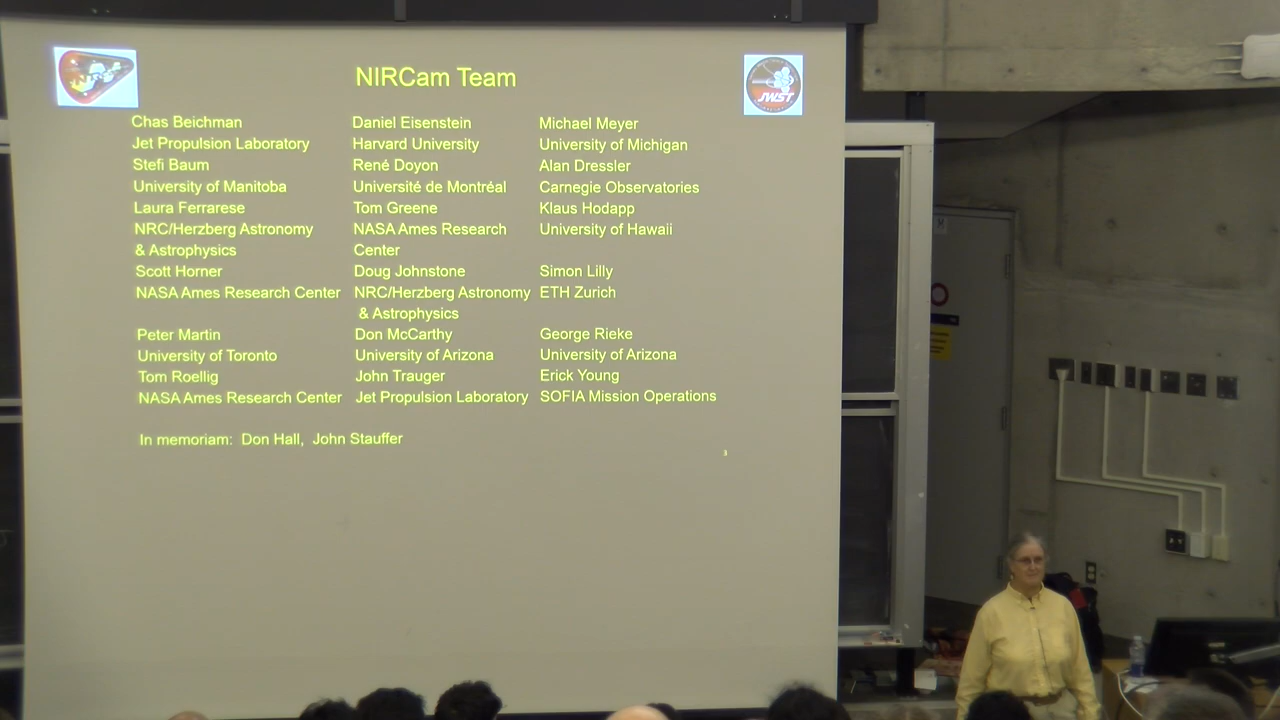 NIRCam Team
JWST
Chas Beichman
Jet Propulsion Laboratory
Stefi Baum
University of Manitoba
Laura Ferrarese
NRC/Herzberg Astronomy
& Astrophysics
Scott Horner
NASA Ames Research Center
Peter Martin
University of Toronto
Tom Roellig
NASA Ames Research Center
Daniel Eisenstein
Harvard University
René Doyon
Université de Montréal
Tom Greene
NASA Ames Research
Center
Doug Johnstone
NRC/Herzberg Astronomy
& Astrophysics
Don McCarthy
University of Arizona
John Trauger
Jet Propulsion Laboratory
Michael Meyer
University of Michigan
Alan Dressler
Carnegie Observatories
Klaus Hodapp
University of Hawaii
Simon Lilly
ETH Zurich
George Rieke
University of Arizona
Erick Young
SOFIA Mission Operations
In memoriam: Don Hall, John Stauffer